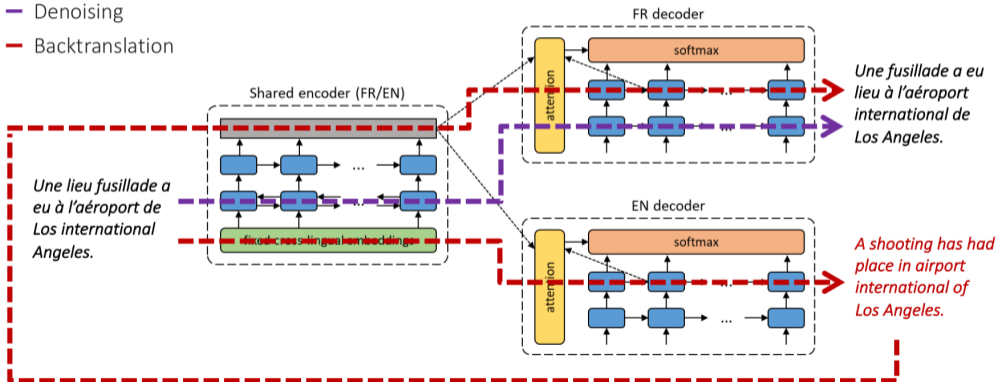 Denoising
Backtranslation
Shared encoder (FR/EN)
fixed cross-lingual embeddings
Une lieu fusillade a
eu à l’aéroport de
Los international
Angeles.
...
...
FR decoder
attention
softmax
...
...
Une fusillade a eu
lieu à l’aéroport
international de
Los Angeles.
EN decoder
attention
softmax
...
...
A shooting has had
place in airport
international of
Los Angeles.